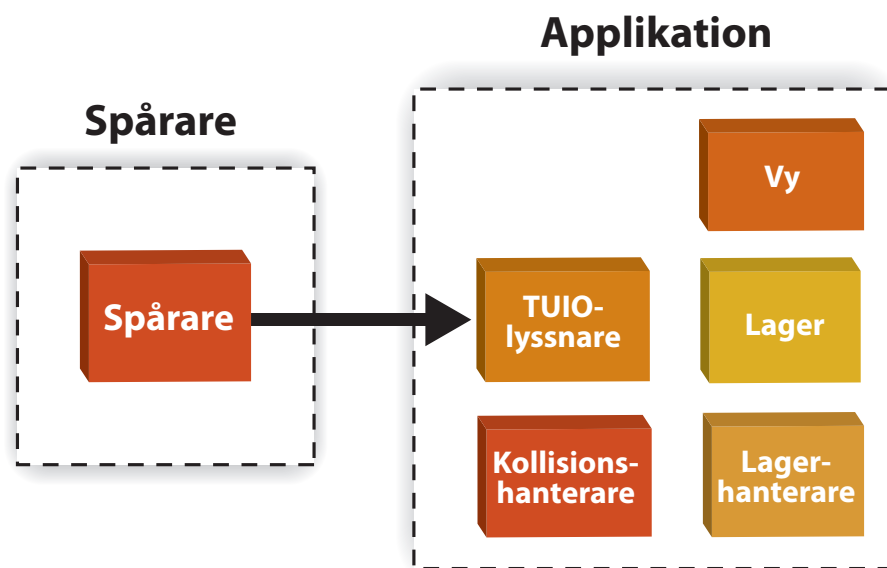 Applikation
Spårare
Vy
Spårare
TUIO-
lyssnare
Lager
Kollisions-
hanterare
Lager-
hanterare